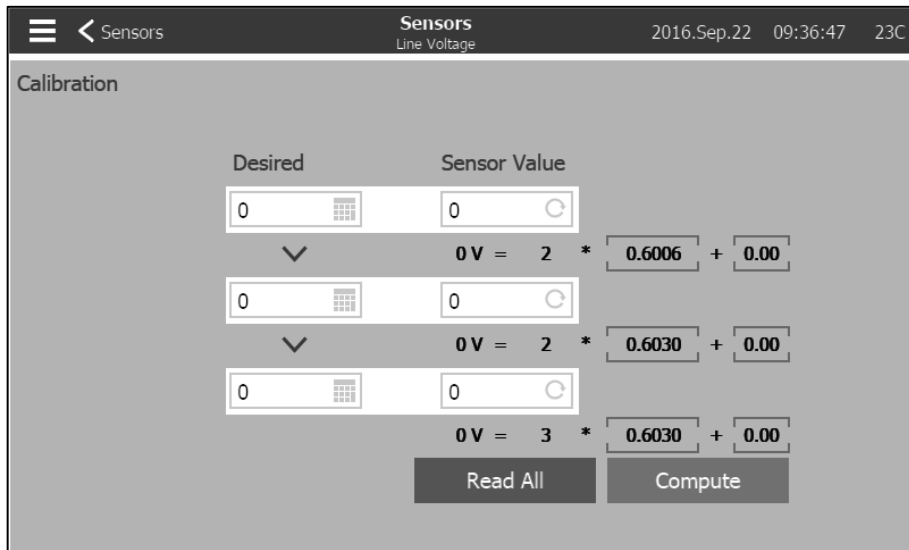 Sensors
Sensors
Line Voltage
2016.Sep.22 09:36:47 23C
Calibration
Desired Sensor Value
0 0
0 V = 2 * 0.6006 + 0.00
0 0
0 V = 2 * 0.6030 + 0.00
0 0
0 V = 3 * 0.6030 + 0.00
Read All Compute